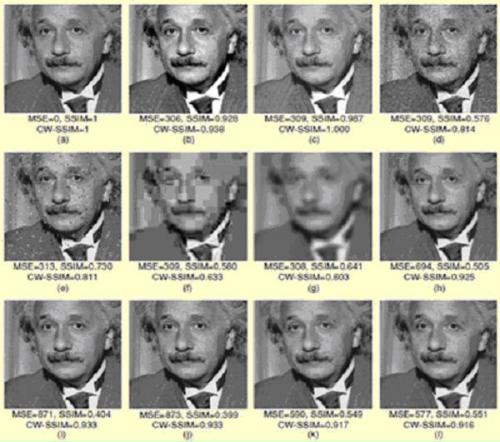 MSE=0, SSIM=1
CW-SSIM=1
(a)
MSE=306, SSIM=0.928
CW-SSIM=0.938
(b)
MSE=309, SSIM=0.987
CW-SSIM=1.000
(c)
MSE=309, SSIM=0.576
CW-SSIM=0.814
(d)
MSE=313, SSIM=0.730
CW-SSIM=0.811
(e)
MSE=309, SSIM=0.580
CW-SSIM=0.633
(f)
MSE=308, SSIM=0.641
CW-SSIM=0.603
(g)
MSE=694, SSIM=0.505
CW-SSIM=0.925
(h)
MSE=871, SSIM=0.404
CW-SSIM=0.933
(i)
MSE=873, SSIM=0.399
CW-SSIM=0.933
(j)
MSE=590, SSIM=0.549
CW-SSIM=0.917
(k)
MSE=577, SSIM=0.551
CW-SSIM=0.916
(l)